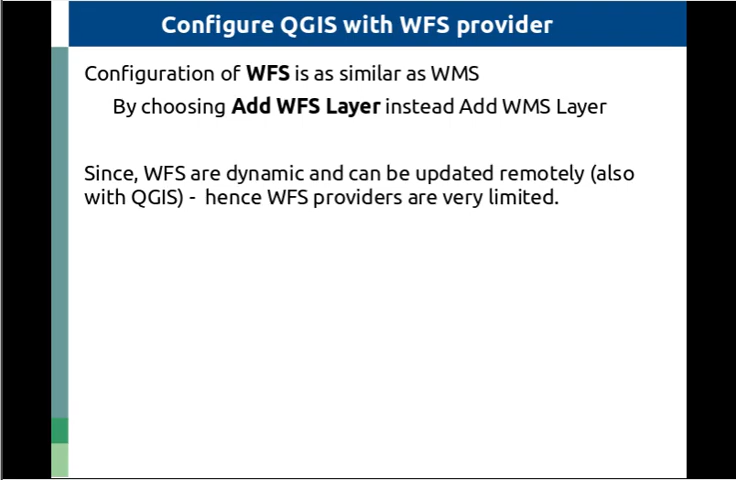 Configure QGIS with WFS provider
Configuration of WFS is as similar as WMS
By choosing Add WFS Layer instead Add WMS Layer
Since, WFS are dynamic and can be updated remotely (also
with QGIS) - hence WFS providers are very limited.